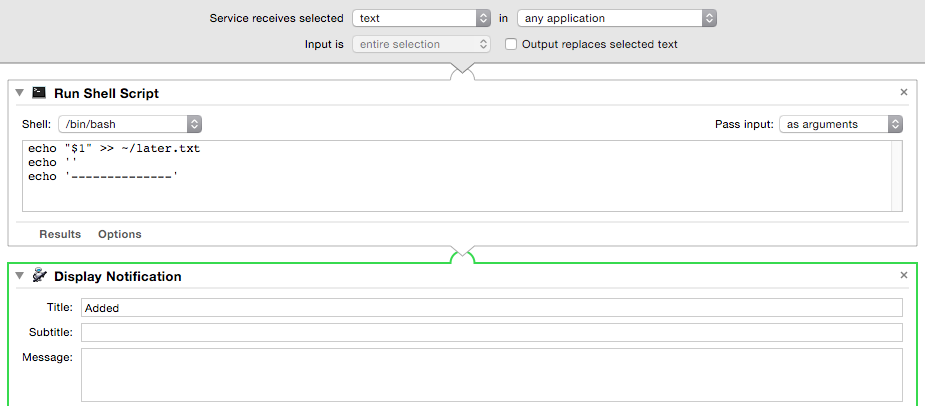 Service receives selected text in any application
Input is entire selection Output replaces selected text
Run Shell Script
Shell: /bin/bash Pass input: as arguments
echo "$1" >> ~/later.txt
echo ''
echo '--------------'
Results Options
Display Notification
Title: Added
Subtitle:
Message: